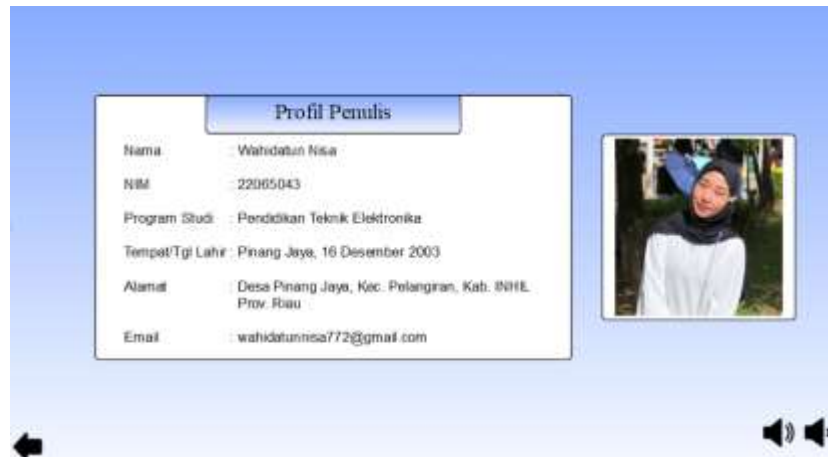 Profil Penulis
Nama : Wahidatun Nisa
NIM : 22065043
Program Studi : Pendidikan Teknik Elektronika
Tempat/Tgl Lahir : Pinang Jaya, 16 Desember 2003
Alamat : Desa Pinang Jaya, Kec. Pelangiran, Kab. INHIL
Prov. Riau
Email : wahidatunnisa772@gmail.com